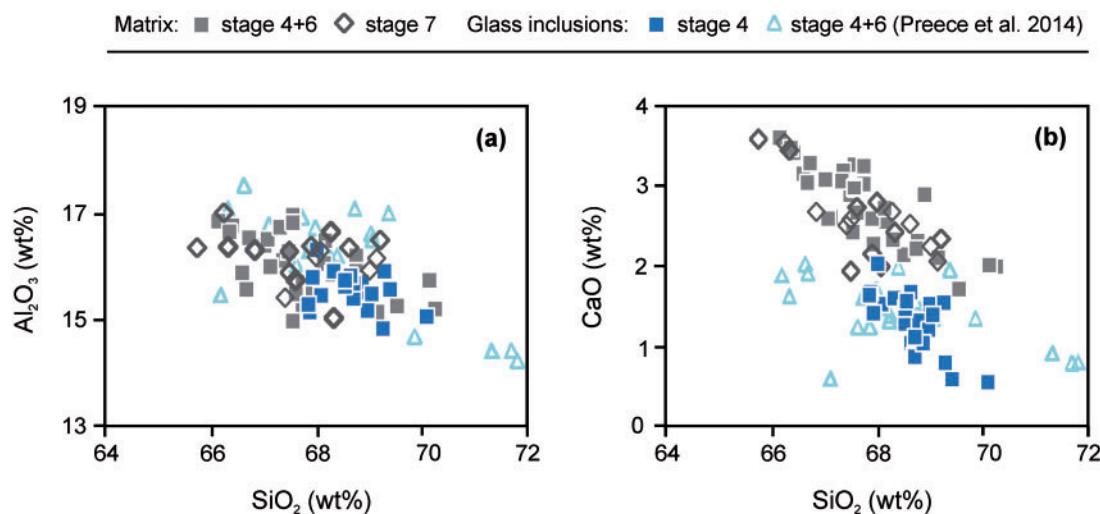 Matrix: stage 4+6 stage 7 Glass inclusions: stage 4 stage 4+6 (Preece et al. 2014)
(a)
19
17
15
13
64 66 68 70 72
Al₂O₃ (wt%)
SiO₂ (wt%)
(b)
4
3
2
1
0
64 66 68 70 72
CaO (wt%)
SiO₂ (wt%)